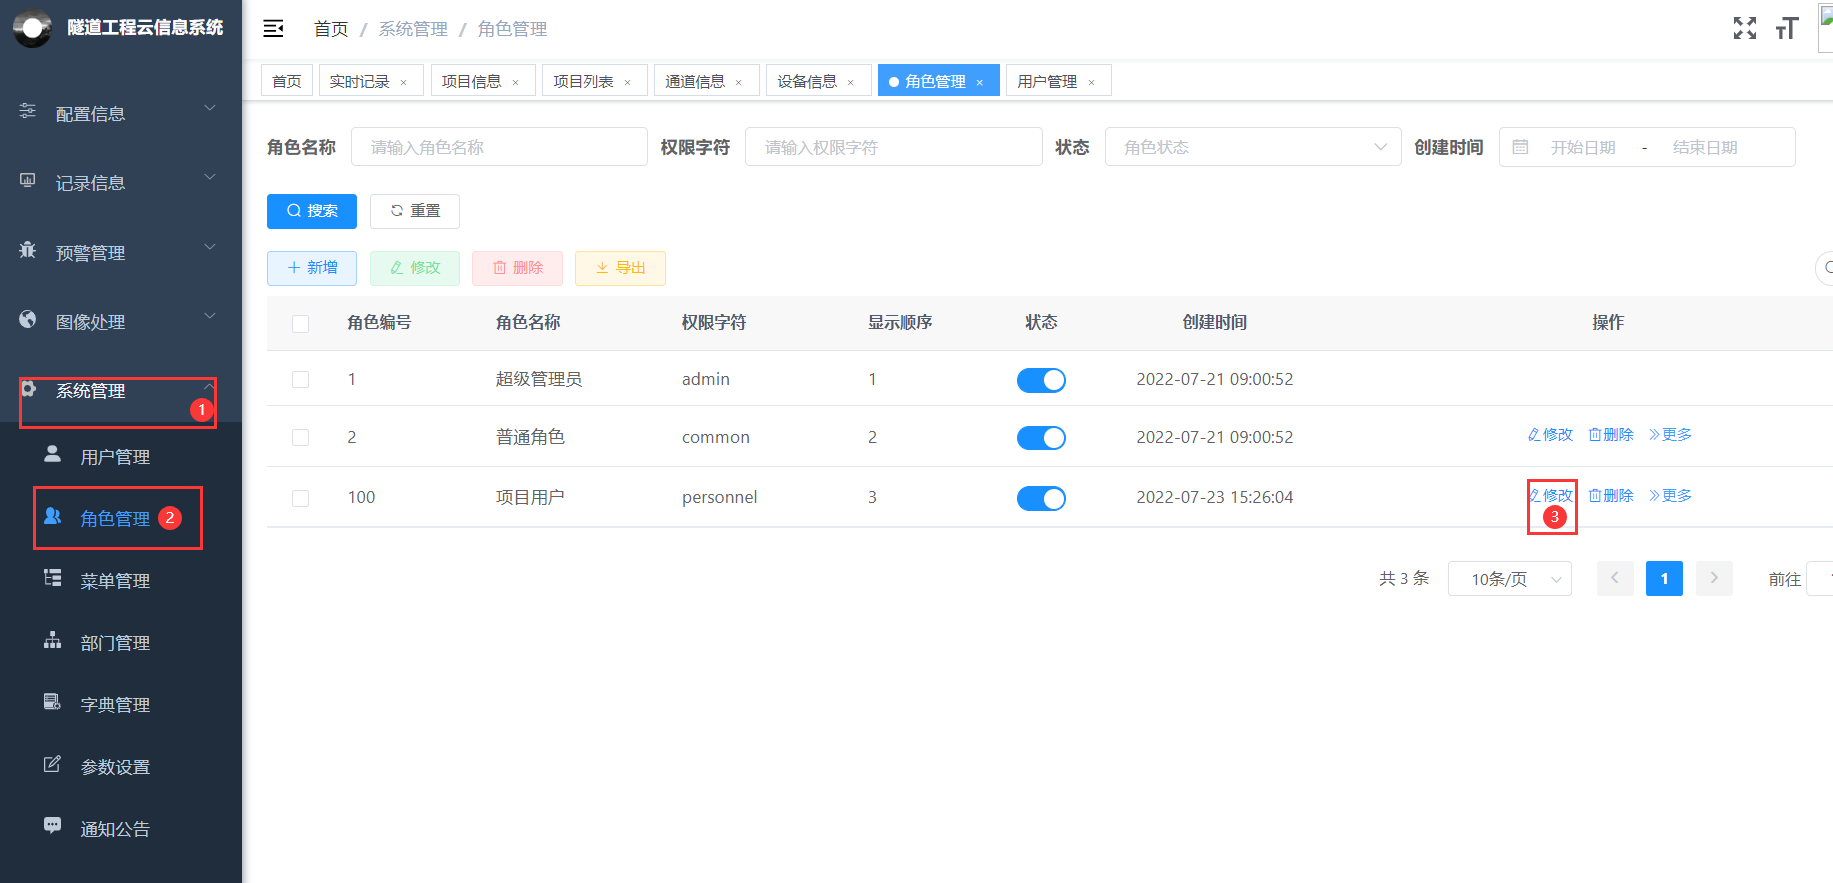 隧道工程云信息系统
首页 / 系统管理 / 角色管理
首页
实时记录 ×
项目信息 ×
项目列表 ×
通道信息 ×
设备信息 ×
角色管理 ×
用户管理 ×
配置信息
记录信息
预警管理
图像处理
系统管理
1
用户管理
角色管理 2
菜单管理
部门管理
字典管理
参数设置
通知公告
角色名称 请输入角色名称 权限字符 请输入权限字符 状态 角色状态 创建时间 开始日期 - 结束日期
搜索 重置
新增 修改 删除 导出
角色编号 角色名称 权限字符 显示顺序 状态 创建时间 操作
1 超级管理员 admin 1 2022-07-21 09:00:52
2 普通角色 common 2 2022-07-21 09:00:52 修改 删除 更多
100 项目用户 personnel 3 2022-07-23 15:26:04 修改 删除 更多
3
共 3 条 10条/页 1 前往